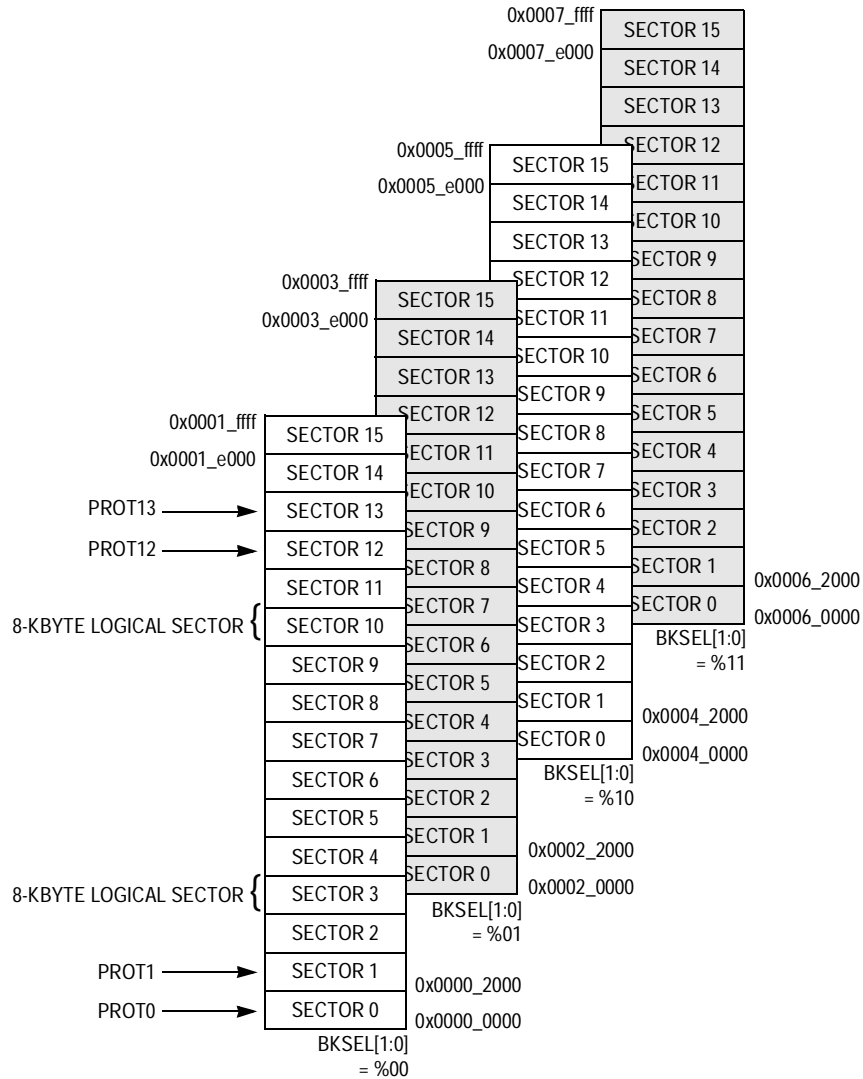 0x0007_ffff
0x0007_e000
SECTOR 15
SECTOR 14
SECTOR 13
SECTOR 12
SECTOR 11
SECTOR 10
SECTOR 9
SECTOR 8
SECTOR 7
SECTOR 6
SECTOR 5
SECTOR 4
SECTOR 3
SECTOR 2
SECTOR 1
SECTOR 0
0x0006_2000
0x0006_0000
BKSEL[1:0]
= %11
0x0005_ffff
0x0005_e000
SECTOR 15
SECTOR 14
SECTOR 13
SECTOR 12
SECTOR 11
SECTOR 10
SECTOR 9
SECTOR 8
SECTOR 7
SECTOR 6
SECTOR 5
SECTOR 4
SECTOR 3
SECTOR 2
SECTOR 1
SECTOR 0
0x0004_2000
0x0004_0000
BKSEL[1:0]
= %10
0x0003_ffff
0x0003_e000
SECTOR 15
SECTOR 14
SECTOR 13
SECTOR 12
SECTOR 11
SECTOR 10
SECTOR 9
SECTOR 8
SECTOR 7
SECTOR 6
SECTOR 5
SECTOR 4
SECTOR 3
SECTOR 2
SECTOR 1
SECTOR 0
0x0002_2000
0x0002_0000
BKSEL[1:0]
= %01
0x0001_ffff
0x0001_e000
PROT13
PROT12
8-KBYTE LOGICAL SECTOR {
8-KBYTE LOGICAL SECTOR {
PROT1
PROT0
SECTOR 15
SECTOR 14
SECTOR 13
SECTOR 12
SECTOR 11
SECTOR 10
SECTOR 9
SECTOR 8
SECTOR 7
SECTOR 6
SECTOR 5
SECTOR 4
SECTOR 3
SECTOR 2
SECTOR 1
SECTOR 0
0x0000_2000
0x0000_0000
BKSEL[1:0]
= %00